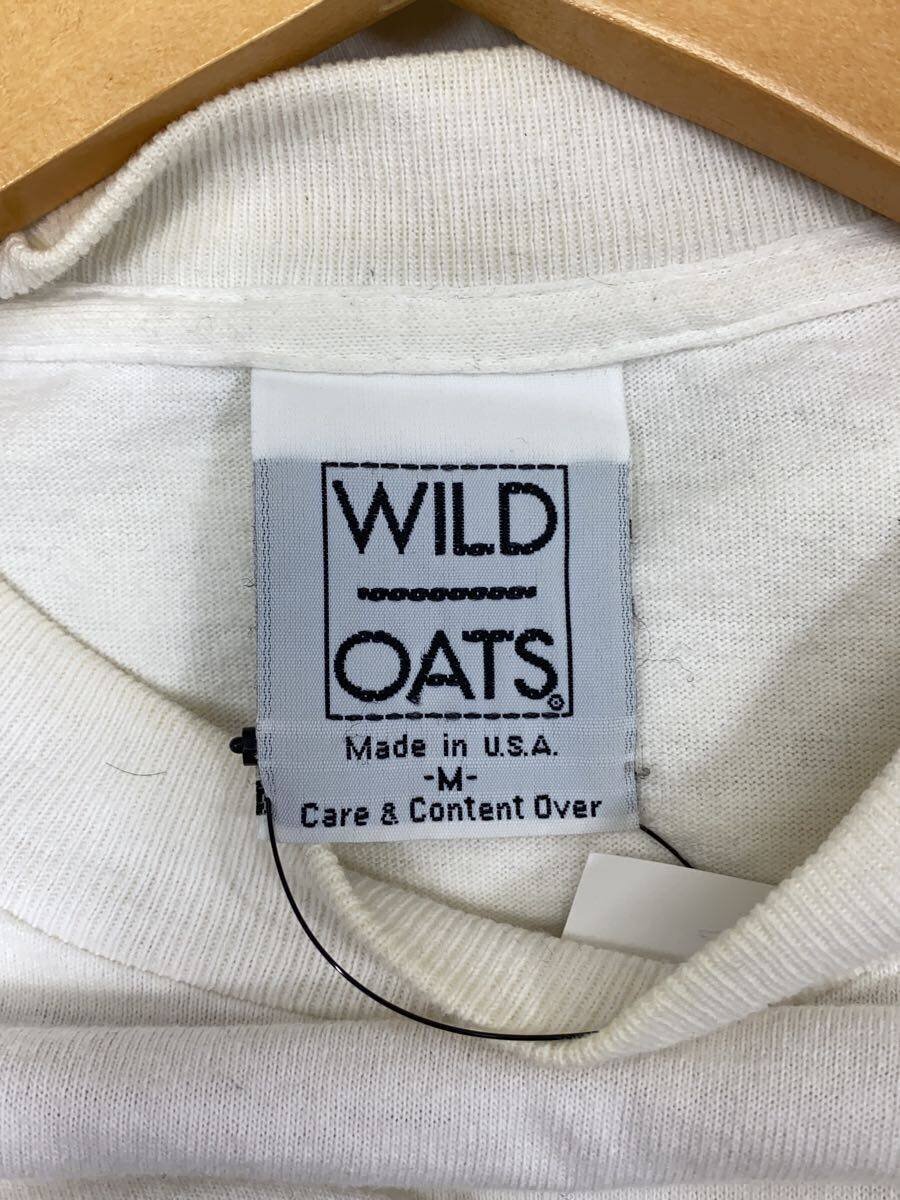 WILD
OATS®
Made in U.S.A.
-M-
Care & Content Over